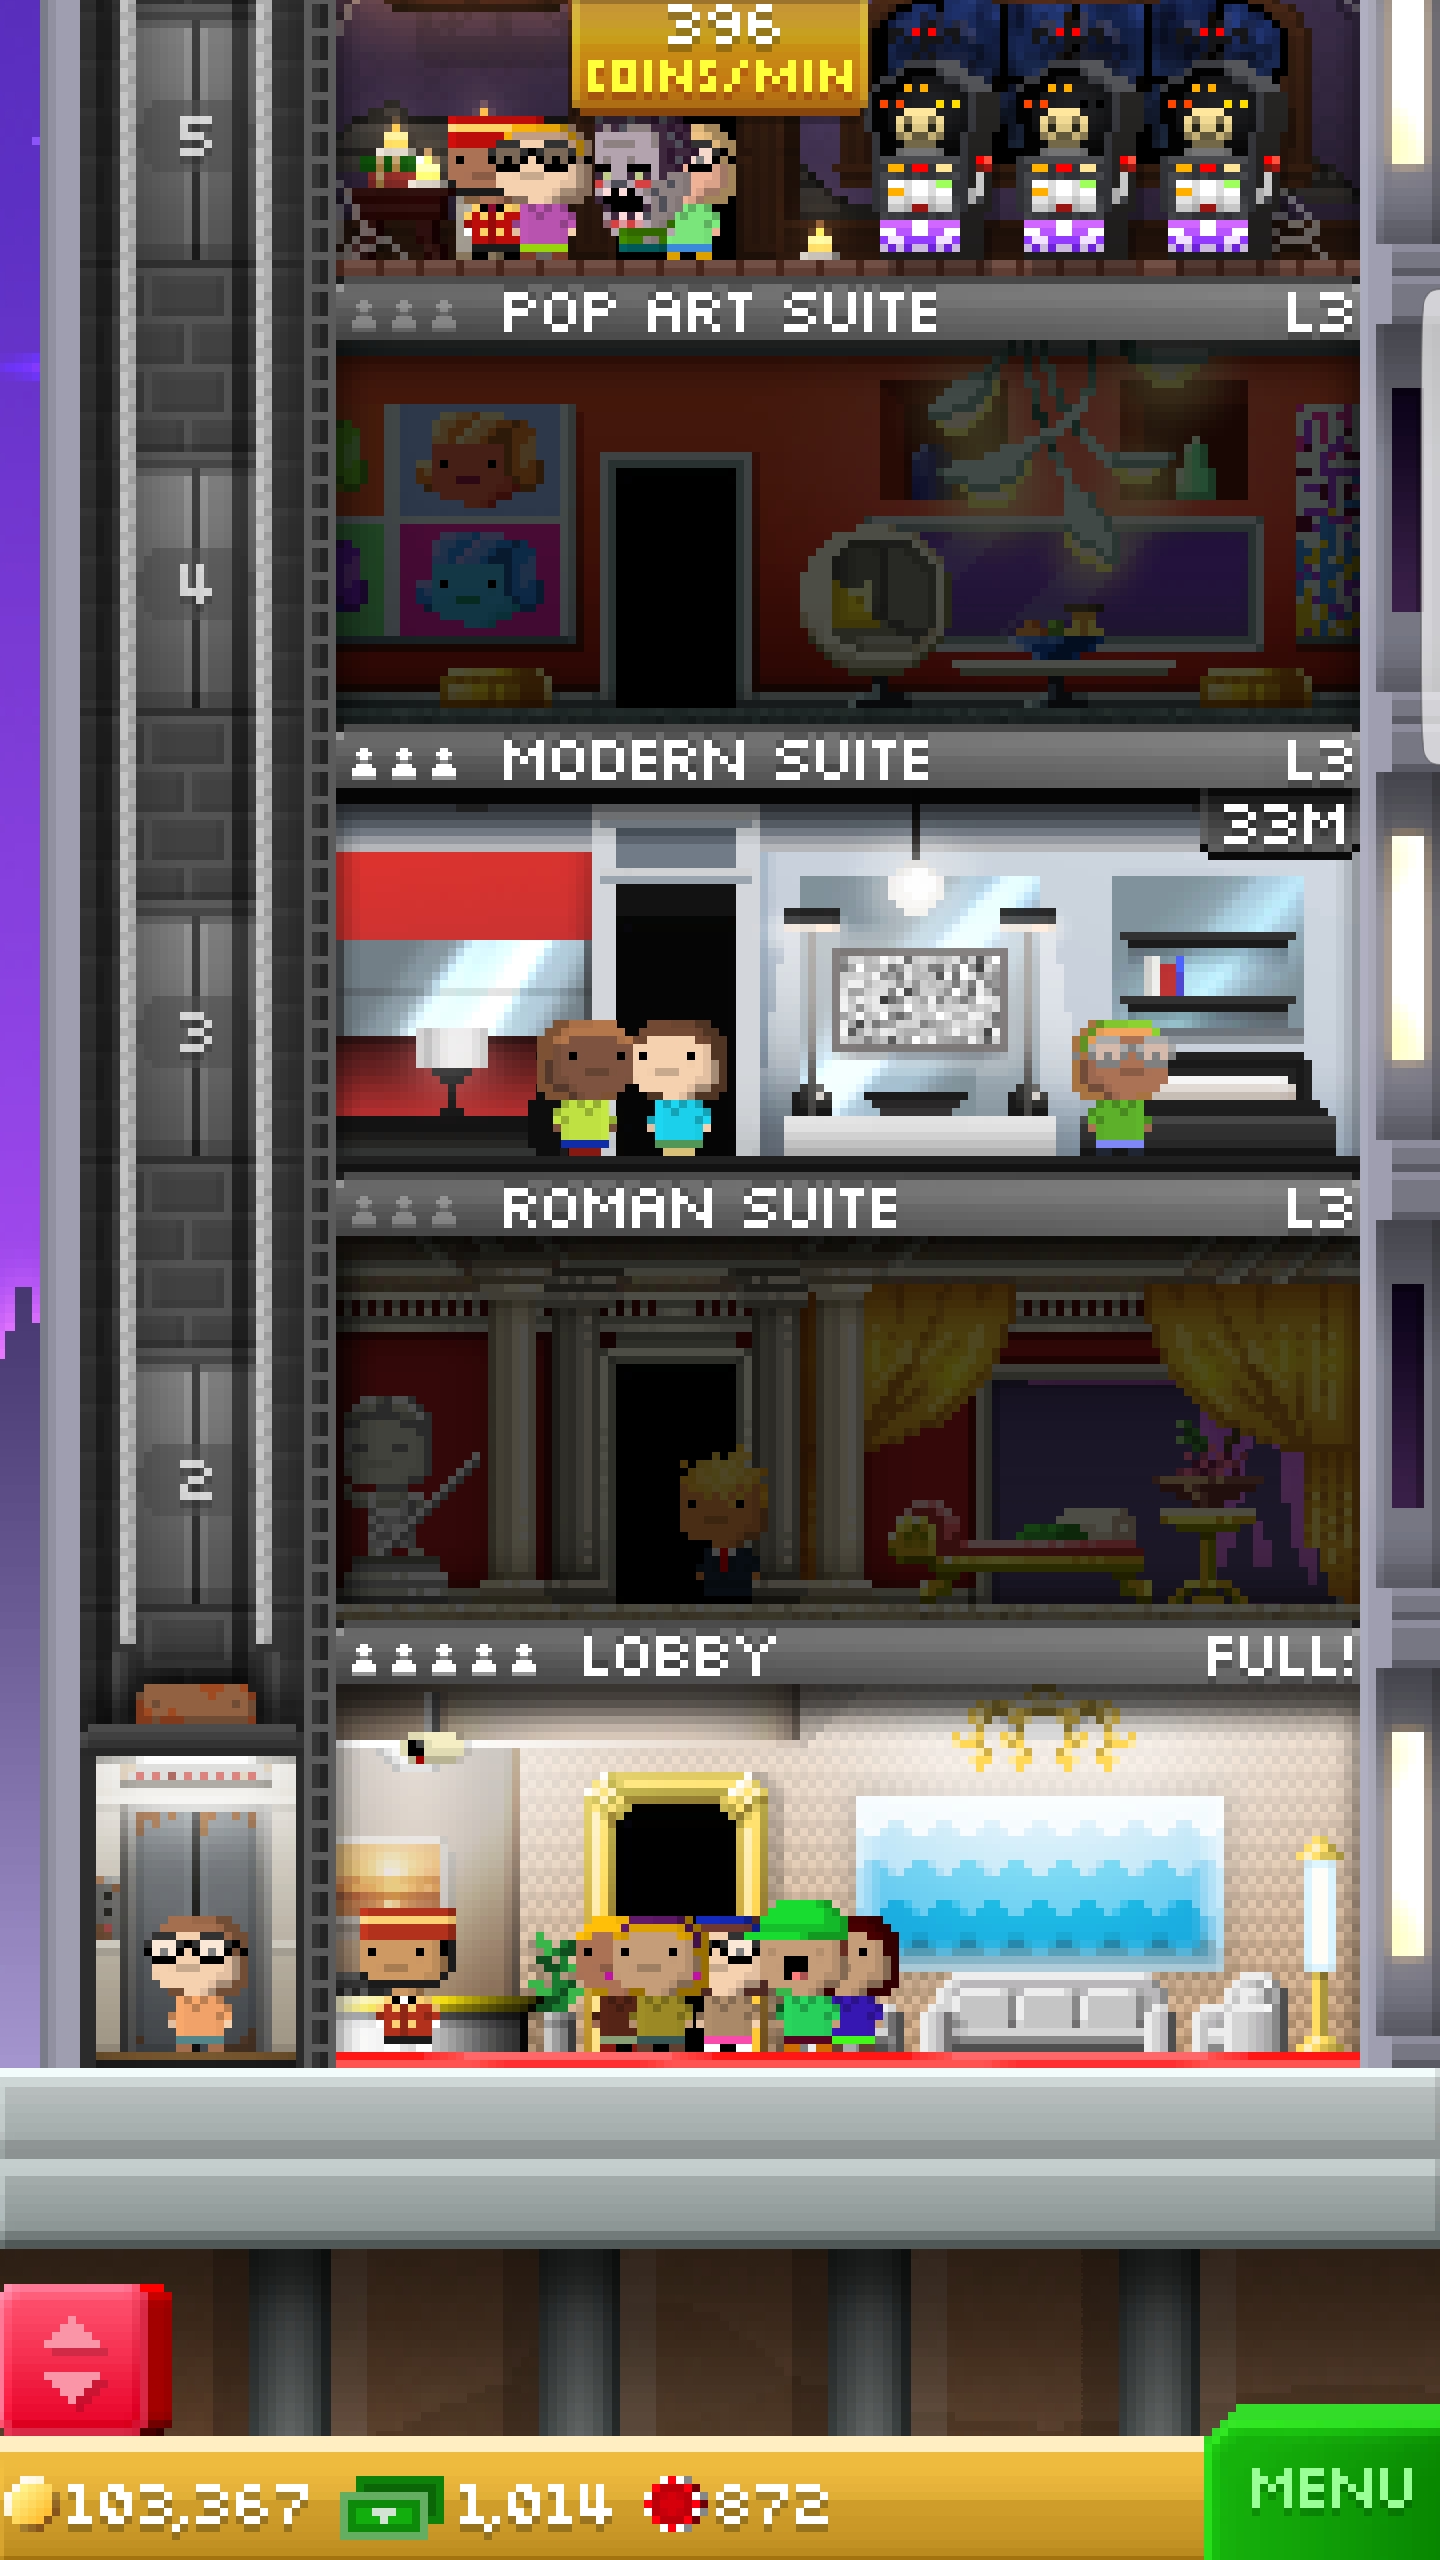 396
COINS/MIN
5
POP ART SUITE L3
4
MODERN SUITE L3
33M
3
ROMAN SUITE L3
2
LOBBY FULL!
103,367 1,014 872 MENU